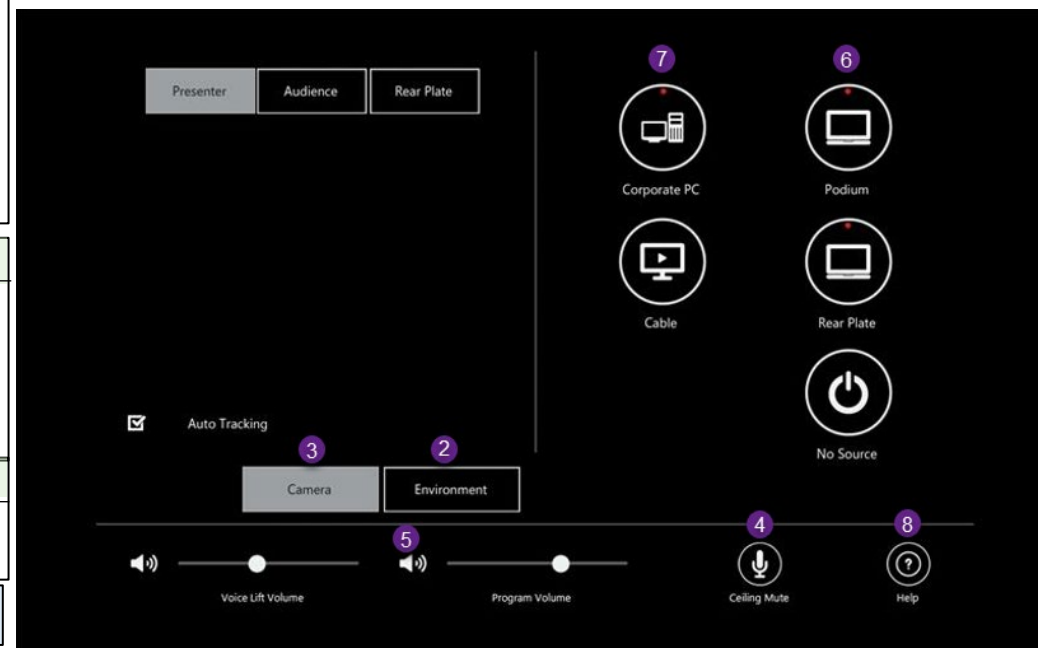 7 6
Presenter Audience Rear Plate
Corporate PC Podium
Cable Rear Plate
Auto Tracking
3 2
No Source
Camera Environment
4 8
5
?
Voice Lift Volume Program Volume Ceiling Mute Help